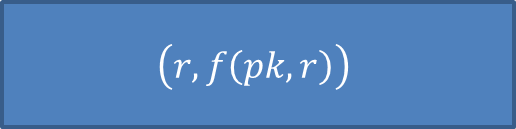 (r, f(pk, r))